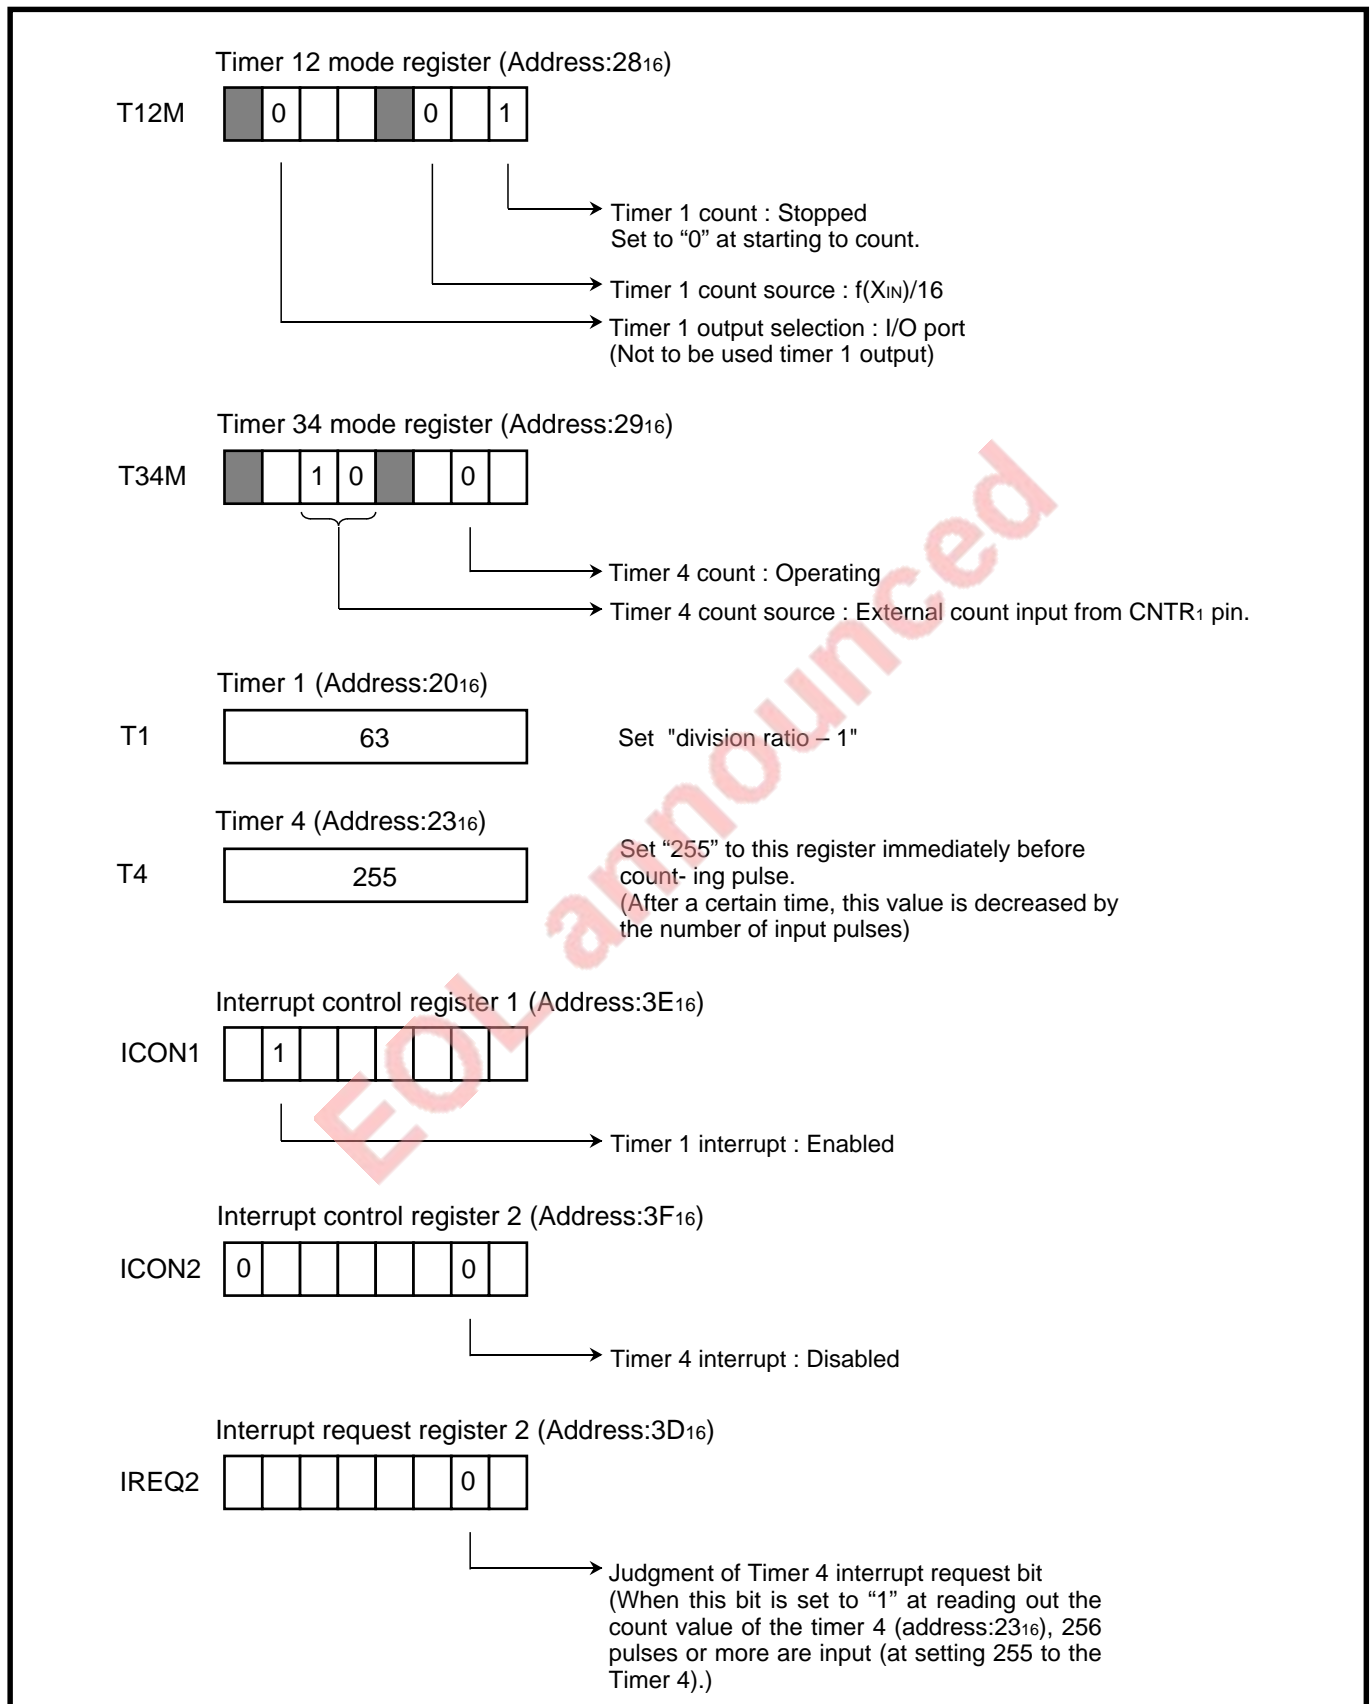 Timer 12 mode register (Address:2816)
T12M 0 0 1
Timer 1 count : Stopped
Set to “0” at starting to count.
Timer 1 count source : f(XIN)/16
Timer 1 output selection : I/O port
(Not to be used timer 1 output)
Timer 34 mode register (Address:2916)
T34M 1 0 0
Timer 4 count : Operating
Timer 4 count source : External count input from CNTR1 pin.
Timer 1 (Address:2016)
T1 63 Set "division ratio – 1"
Timer 4 (Address:2316)
T4 255
Set “255” to this register immediately before
count- ing pulse.
(After a certain time, this value is decreased by
the number of input pulses)
Interrupt control register 1 (Address:3E16)
ICON1 1
Timer 1 interrupt : Enabled
Interrupt control register 2 (Address:3F16)
ICON2 0 0
Timer 4 interrupt : Disabled
Interrupt request register 2 (Address:3D16)
IREQ2 0
Judgment of Timer 4 interrupt request bit
(When this bit is set to “1” at reading out the
count value of the timer 4 (address:2316), 256
pulses or more are input (at setting 255 to the
Timer 4).)
EOL announced